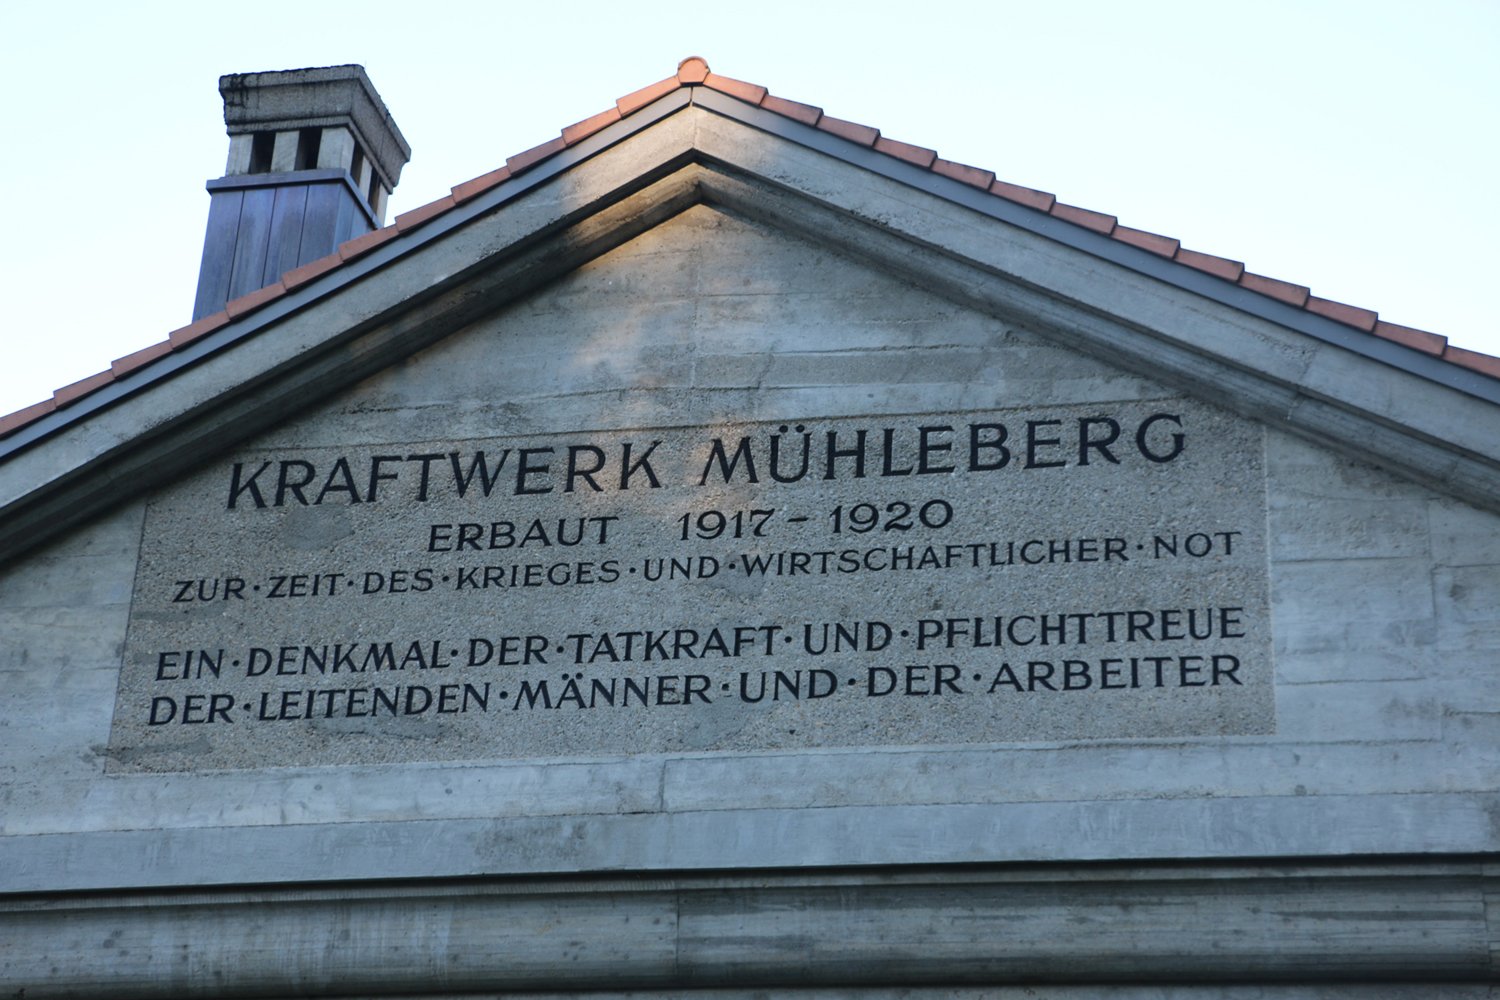 KRAFTWERK MÜHLEBERG
ERBAUT 1917 - 1920
ZUR·ZEIT·DES·KRIEGES·UND·WIRTSCHAFTLICHER·NOT
EIN·DENKMAL·DER·TATKRAFT·UND·PFLICHTTREUE
DER·LEITENDEN·MÄNNER·UND·DER·ARBEITER